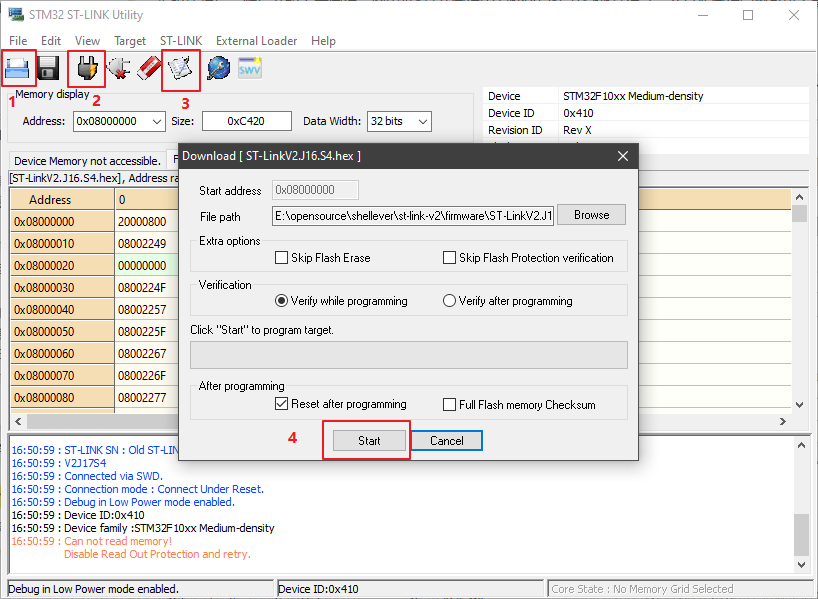 STM32 ST-LINK Utility
File Edit View Target ST-LINK External Loader Help
SWV
1 2 3
Memory display
Address: 0x08000000 Size: 0xC420 Data Width: 32 bits
Device STM32F10xx Medium-density
Device ID 0x410
Revision ID Rev X
Device Memory not accessible.
[ST-LinkV2.J16.S4.hex], Address
Address 0
0x08000000 20000800
0x08000010 08002249
0x08000020 00000000
0x08000030 0800224F
0x08000040 08002257
0x08000050 0800225F
0x08000060 08002267
0x08000070 0800226F
0x08000080 08002277
Download [ ST-LinkV2.J16.S4.hex ]
Start address 0x08000000
File path E:\opensource\shellever\st-link-v2\firmware\ST-LinkV2.J1 Browse
Extra options
Skip Flash Erase Skip Flash Protection verification
Verification
Verify while programming Verify after programming
Click "Start" to program target.
After programming
Reset after programming Full Flash memory Checksum
4 Start Cancel
16:50:59 : ST-LINK SN : Old ST-LIN
16:50:59 : V2J17S4
16:50:59 : Connected via SWD.
16:50:59 : Connection mode : Connect Under Reset.
16:50:59 : Debug in Low Power mode enabled.
16:50:59 : Device ID:0x410
16:50:59 : Device family :STM32F10xx Medium-density
16:50:59 : Can not read memory!
Disable Read Out Protection and retry.
Debug in Low Power mode enabled. Device ID:0x410 Core State : No Memory Grid Selected